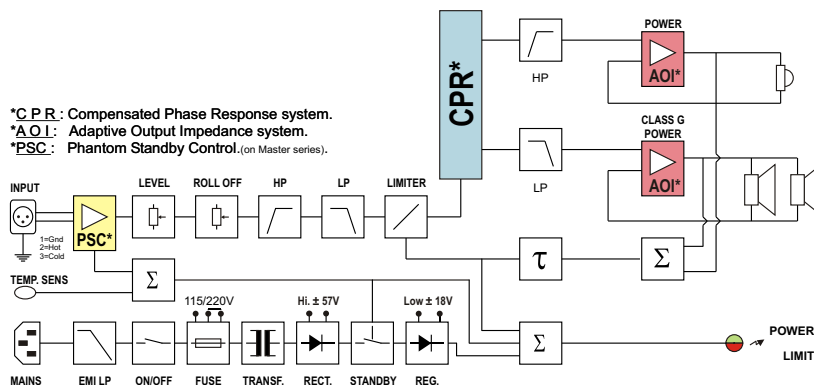 POWER
CPR*
HP
AOI*
*C P R : Compensated Phase Response system.
*A O I : Adaptive Output Impedance system.
*PSC : Phantom Standby Control.(on Master series).
CLASS G
POWER
LP
AOI*
INPUT
LEVEL
ROLL OFF
HP
LP
LIMITER
1=Gnd
2=Hot
3=Cold
PSC*
τ
Σ
TEMP. SENS
Σ
115/220V
Hi. ± 57V
Low ± 18V
Σ
POWER
LIMIT
MAINS
EMI LP
ON/OFF
FUSE
TRANSF.
RECT.
STANDBY
REG.